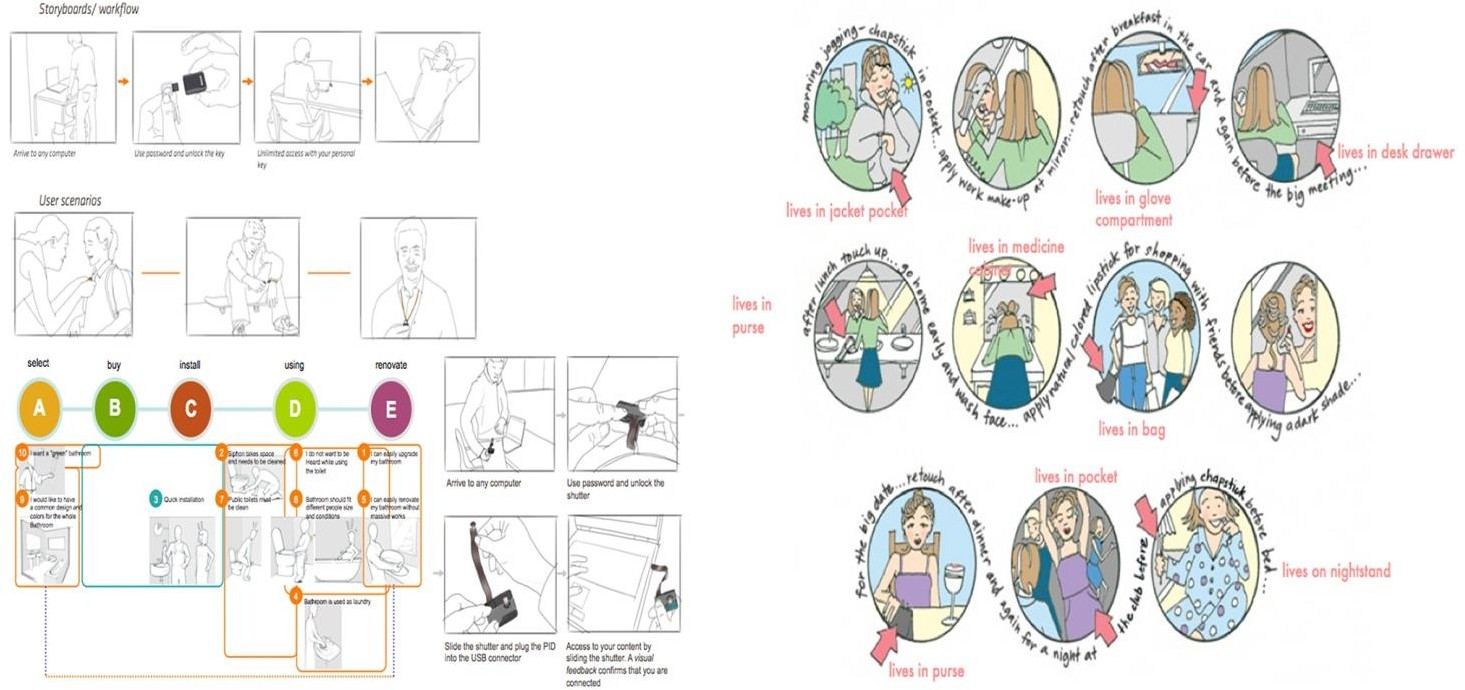 Storyboards/ workflow
Arrive to any computer
Use password and unlock the key
Unlimited access with your personal
key
User scenarios
select
buy
install
using
renovate
A
B
C
D
E
10
I want a "green" bathroom
9
I would like to have
a common design and
colors for the whole
Bathroom
3
Quick installation
2
Siphon takes space
and needs to be cleaned
7
Public toilets must
be clean
I do not want to be
Heard while using
the toilet
Bathroom should fit
different people size
and conditions
4
Bathroom is used as laundry
1
I can easily upgrade
my bathroom
5
I can easily renovate
my bathroom without
massive works
Arrive to any computer
Use password and unlock the
shutter
Slide the shutter and plug the PID
into the USB connector
Access to your content by
sliding the shutter. A visual
feedback confirms that you are
connected
morning jogging- chapstick in pocket... apply work make-up at mirror... retouch after breakfast in the car and again before the big meeting...
lives in jacket pocket
lives in glove
compartment
lives in desk drawer
after lunch touch up... go home early and wash face... apply natural colored lipstick for shopping with friends before applying a dark shade...
lives in
purse
lives in medicine
lives in bag
for the big date... retouch after dinner and again for a night at the club before applying chapstick before bed...
lives in purse
lives in pocket
lives on nightstand